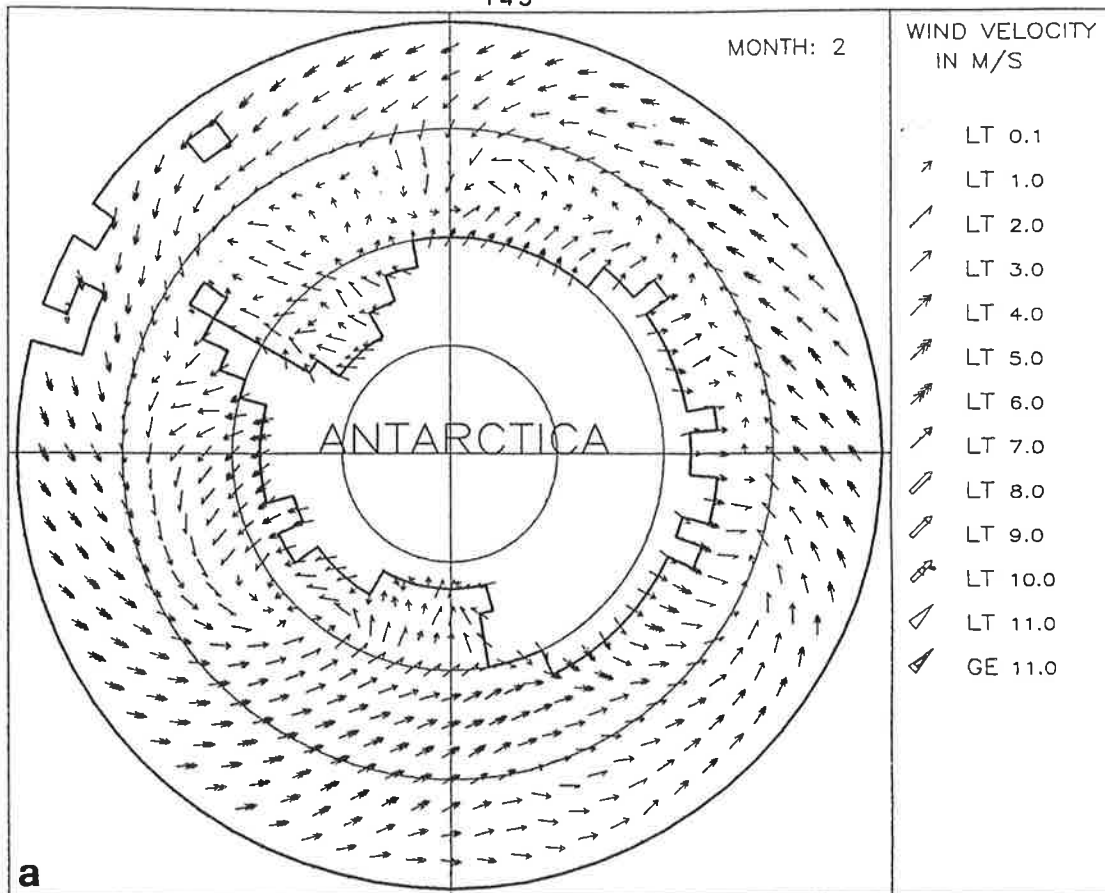 MONTH: 2
WIND VELOCITY
IN M/S
LT 0.1
LT 1.0
LT 2.0
LT 3.0
LT 4.0
LT 5.0
LT 6.0
LT 7.0
LT 8.0
LT 9.0
LT 10.0
LT 11.0
GE 11.0
ANTARCTICA
a